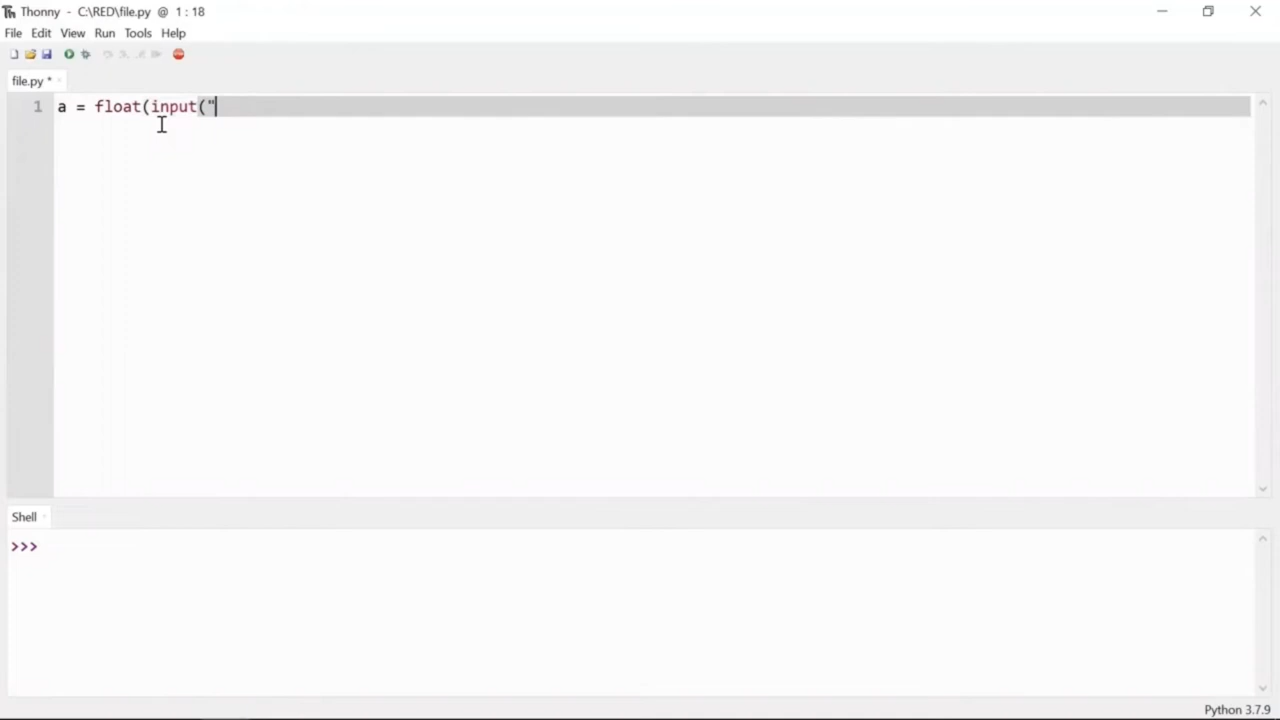 Thonny - C:\RED\file.py @ 1 : 18
File Edit View Run Tools Help
file.py *
1 a = float(input("
Shell
>>>
Python 3.7.9